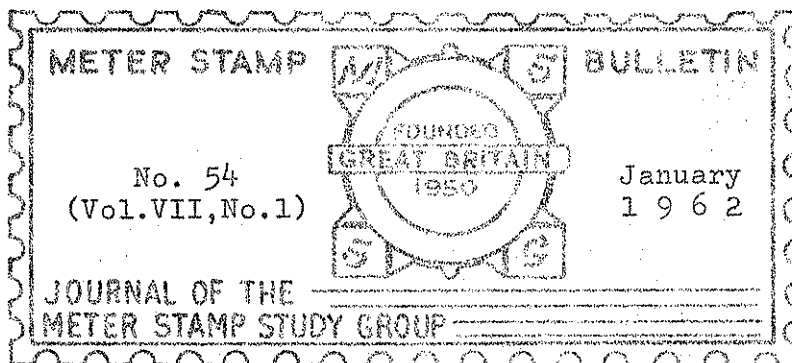 METER STAMP BULLETIN
M S
FOUNDED
GREAT BRITAIN
1950
No. 54
(Vol.VII,No.1)
January
1 9 6 2
S G
JOURNAL OF THE
METER STAMP STUDY GROUP